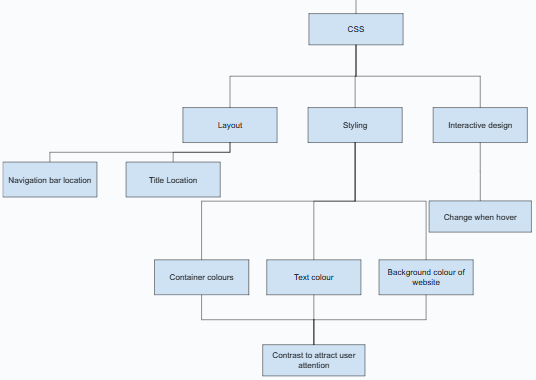 CSS
Layout
Styling
Interactive design
Navigation bar location
Title Location
Change when hover
Container colours
Text colour
Background colour of
website
Contrast to attract user
attention